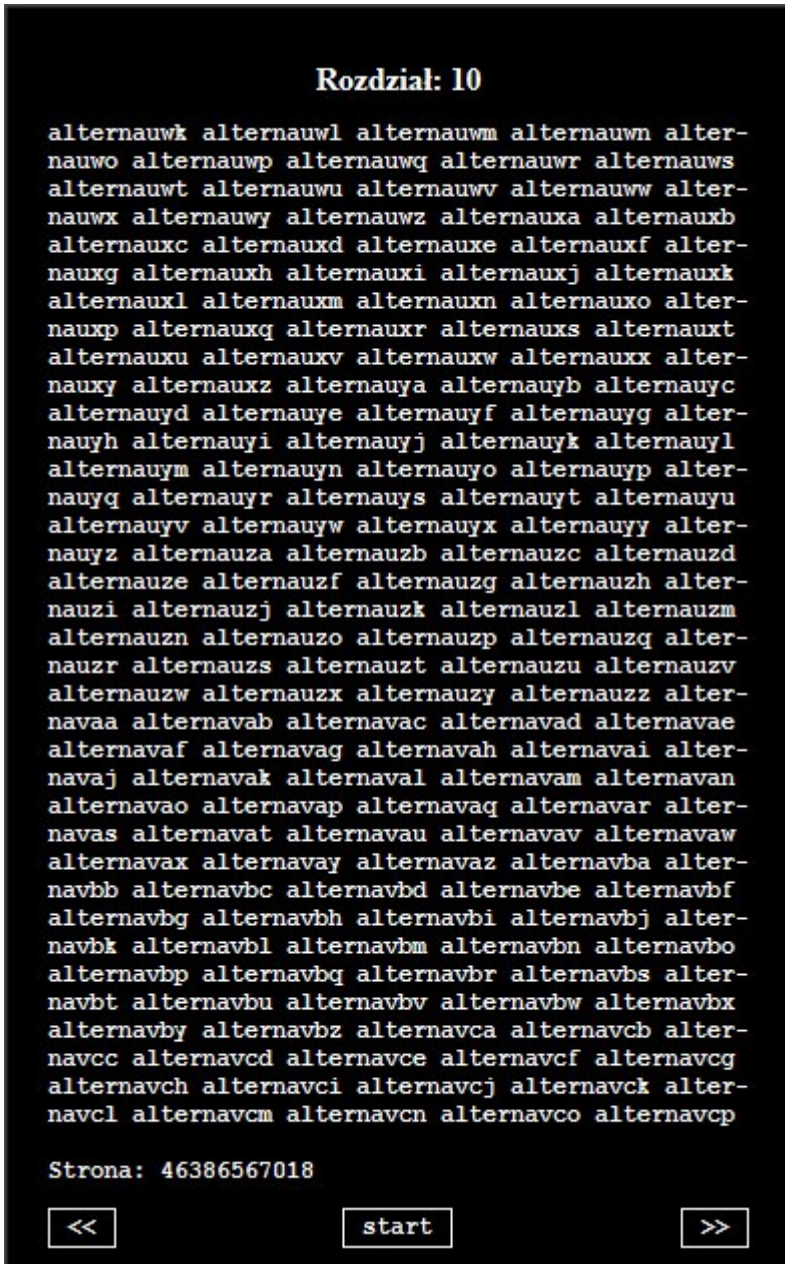 Rozdział: 10
alternauwk alternauwl alternauwm alternauwn alter-
nauwo alternauwp alternauwq alternauwr alternauws
alternauwt alternauwu alternauwv alternauww alter-
nauwx alternauwy alternauwz alternauxa alternauxb
alternauxc alternauxd alternauxe alternauxf alter-
nauxg alternauxh alternauxi alternauxj alternauxk
alternauxl alternauxm alternauxn alternauxo alter-
nauxp alternauxq alternauxr alternauxs alternauxt
alternauxu alternauxv alternauxw alternauxx alter-
nauxy alternauxz alternauya alternauyb alternauyc
alternauyd alternauye alternauyf alternauyg alter-
nauyh alternauyi alternauyj alternauyk alternauyl
alternauym alternauyn alternauyo alternauyp alter-
nauyq alternauyr alternauys alternauyt alternauyu
alternauyv alternauyw alternauyx alternauyy alter-
nauyz alternauza alternauzb alternauzc alternauzd
alternauze alternauzf alternauzg alternauzh alter-
nauzi alternauzj alternauzk alternauzl alternauzm
alternauzn alternauzo alternauzp alternauzq alter-
nauzr alternauzs alternauzt alternauzu alternauzv
alternauzw alternauzx alternauzy alternauzz alter-
navaa alternavab alternavac alternavad alternavae
alternavaf alternavag alternavah alternavai alter-
navaj alternavak alternaval alternavam alternavan
alternavao alternavap alternavaq alternavar alter-
navas alternavat alternavau alternavav alternavaw
alternavax alternavay alternavaz alternavba alter-
navbb alternavbc alternavbd alternavbe alternavbf
alternavbg alternavbh alternavbi alternavbj alter-
navbk alternavbl alternavbm alternavbn alternavbo
alternavbp alternavbq alternavbr alternavbs alter-
navbt alternavbu alternavbv alternavbw alternavbx
alternavby alternavbz alternavca alternavcb alter-
navcc alternavcd alternavce alternavcf alternavcg
alternavch alternavci alternavcj alternavck alter-
navcl alternavcm alternavcn alternavco alternavcp
Strona: 46386567018
<< start >>